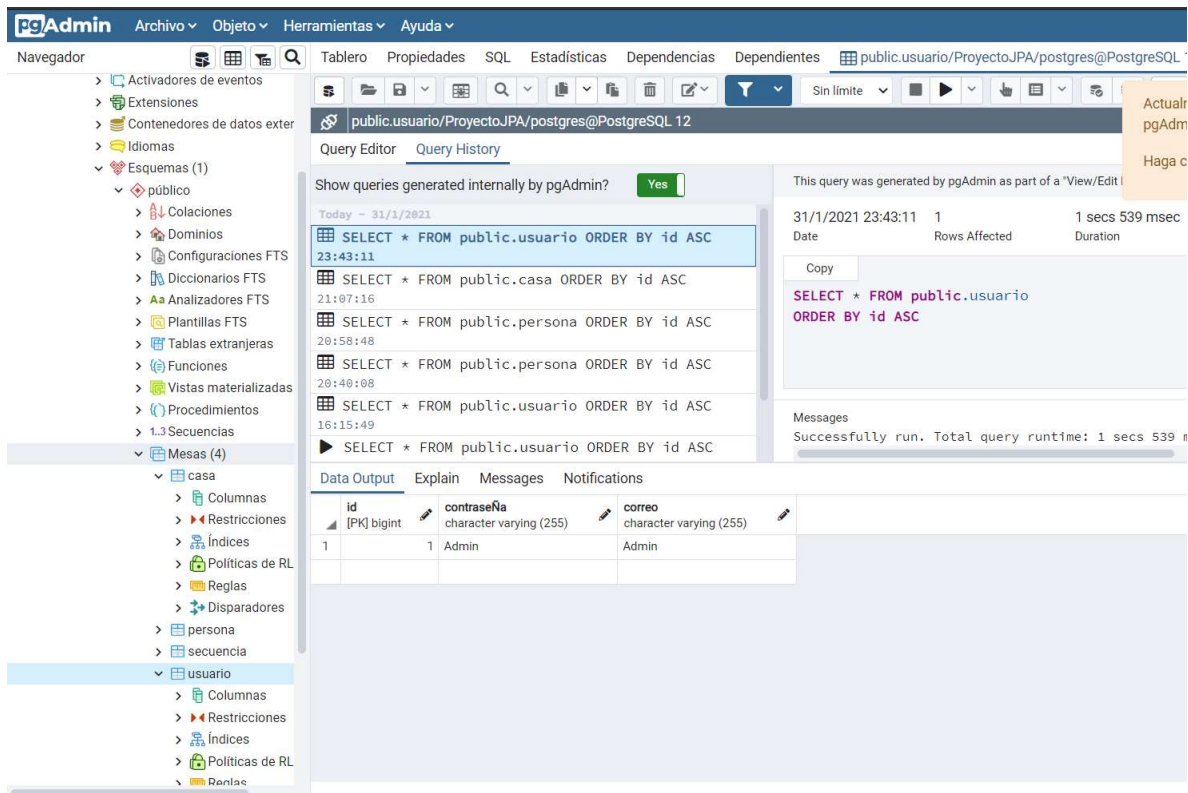 pgAdmin Archivo Objeto Herramientas Ayuda
Navegador
Tablero Propiedades SQL Estadísticas Dependencias Dependientes public.usuario/ProyectoJPA/postgres@PostgreSQL
Activadores de eventos
Extensiones
Contenedores de datos exter
Idiomas
Esquemas (1)
público
Colaciones
Dominios
Configuraciones FTS
Diccionarios FTS
Aa Analizadores FTS
Plantillas FTS
Tablas extranjeras
Funciones
Vistas materializadas
Procedimientos
1..3 Secuencias
Mesas (4)
casa
Columnas
Restricciones
Índices
Políticas de RL
Reglas
Disparadores
persona
secuencia
usuario
Columnas
Restricciones
Índices
Políticas de RL
Reglas
Sin límite
public.usuario/ProyectoJPA/postgres@PostgreSQL 12
Query Editor Query History
Show queries generated internally by pgAdmin? Yes
Today - 31/1/2021
SELECT * FROM public.usuario ORDER BY id ASC
23:43:11
SELECT * FROM public.casa ORDER BY id ASC
21:07:16
SELECT * FROM public.persona ORDER BY id ASC
20:58:48
SELECT * FROM public.persona ORDER BY id ASC
20:40:08
SELECT * FROM public.usuario ORDER BY id ASC
16:15:49
SELECT * FROM public.usuario ORDER BY id ASC
Actualm
pgAdm
Haga c
This query was generated by pgAdmin as part of a "View/Edit
31/1/2021 23:43:11 1 1 secs 539 msec
Date Rows Affected Duration
Copy
SELECT * FROM public.usuario
ORDER BY id ASC
Messages
Successfully run. Total query runtime: 1 secs 539 m
Data Output Explain Messages Notifications
id contraseÑa correo
[PK] bigint character varying (255) character varying (255)
1 1 Admin Admin